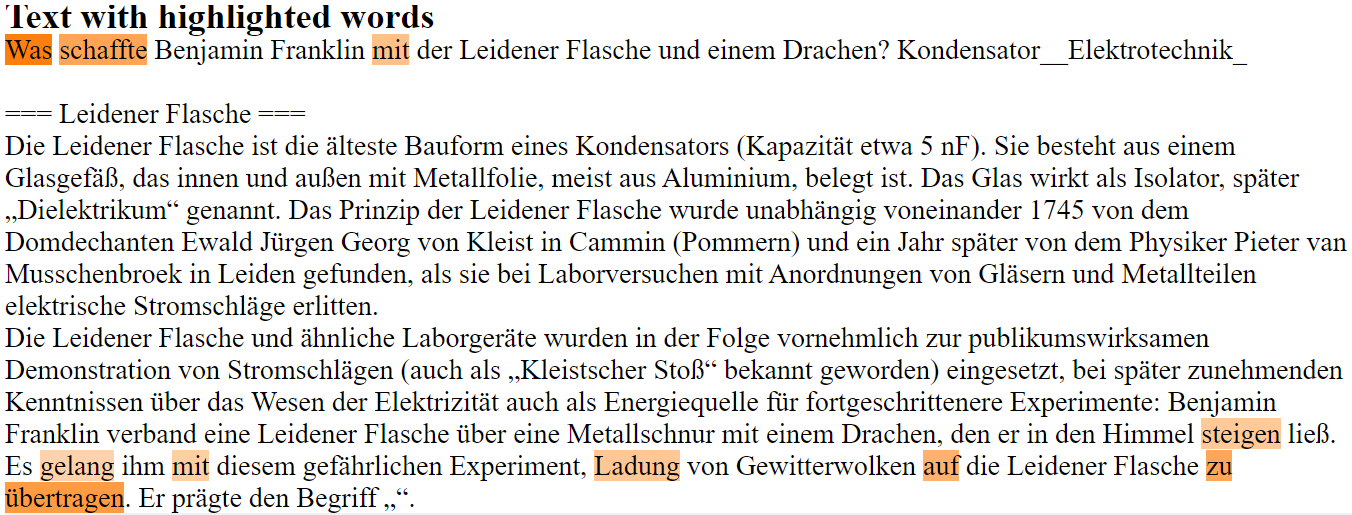 Text with highlighted words
Was schaffte Benjamin Franklin mit der Leidener Flasche und einem Drachen? Kondensator__Elektrotechnik_
=== Leidener Flasche ===
Die Leidener Flasche ist die älteste Bauform eines Kondensators (Kapazität etwa 5 nF). Sie besteht aus einem
Glasgefäß, das innen und außen mit Metallfolie, meist aus Aluminium, belegt ist. Das Glas wirkt als Isolator, später
„Dielektrikum“ genannt. Das Prinzip der Leidener Flasche wurde unabhängig voneinander 1745 von dem
Domdechanten Ewald Jürgen Georg von Kleist in Cammin (Pommern) und ein Jahr später von dem Physiker Pieter van
Musschenbroek in Leiden gefunden, als sie bei Laborversuchen mit Anordnungen von Gläsern und Metallteilen
elektrische Stromschläge erlitten.
Die Leidener Flasche und ähnliche Laborgeräte wurden in der Folge vornehmlich zur publikumswirksamen
Demonstration von Stromschlägen (auch als „Kleistscher Stoß“ bekannt geworden) eingesetzt, bei später zunehmenden
Kenntnissen über das Wesen der Elektrizität auch als Energiequelle für fortgeschrittenere Experimente: Benjamin
Franklin verband eine Leidener Flasche über eine Metallschnur mit einem Drachen, den er in den Himmel steigen ließ.
Es gelang ihm mit diesem gefährlichen Experiment, Ladung von Gewitterwolken auf die Leidener Flasche zu
übertragen. Er prägte den Begriff „“.